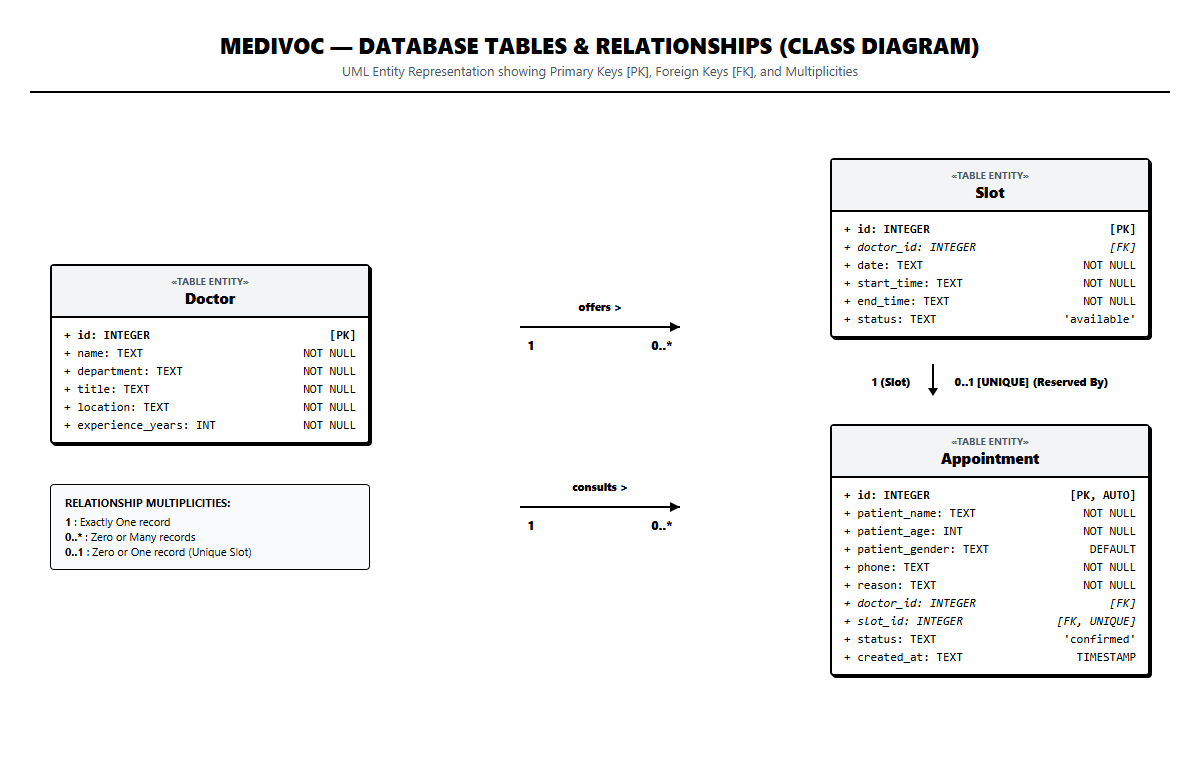 MEDIVOC — DATABASE TABLES & RELATIONSHIPS (CLASS DIAGRAM)
UML Entity Representation showing Primary Keys [PK], Foreign Keys [FK], and Multiplicities
«TABLE ENTITY»
Doctor
+ id: INTEGER [PK]
+ name: TEXT NOT NULL
+ department: TEXT NOT NULL
+ title: TEXT NOT NULL
+ location: TEXT NOT NULL
+ experience_years: INT NOT NULL
RELATIONSHIP MULTIPLICITIES:
1 : Exactly One record
0..* : Zero or Many records
0..1 : Zero or One record (Unique Slot)
offers >
1 0..*
consults >
1 0..*
«TABLE ENTITY»
Slot
+ id: INTEGER [PK]
+ doctor_id: INTEGER [FK]
+ date: TEXT NOT NULL
+ start_time: TEXT NOT NULL
+ end_time: TEXT NOT NULL
+ status: TEXT 'available'
1 (Slot) 0..1 [UNIQUE] (Reserved By)
«TABLE ENTITY»
Appointment
+ id: INTEGER [PK, AUTO]
+ patient_name: TEXT NOT NULL
+ patient_age: INT NOT NULL
+ patient_gender: TEXT DEFAULT
+ phone: TEXT NOT NULL
+ reason: TEXT NOT NULL
+ doctor_id: INTEGER [FK]
+ slot_id: INTEGER [FK, UNIQUE]
+ status: TEXT 'confirmed'
+ created_at: TEXT TIMESTAMP